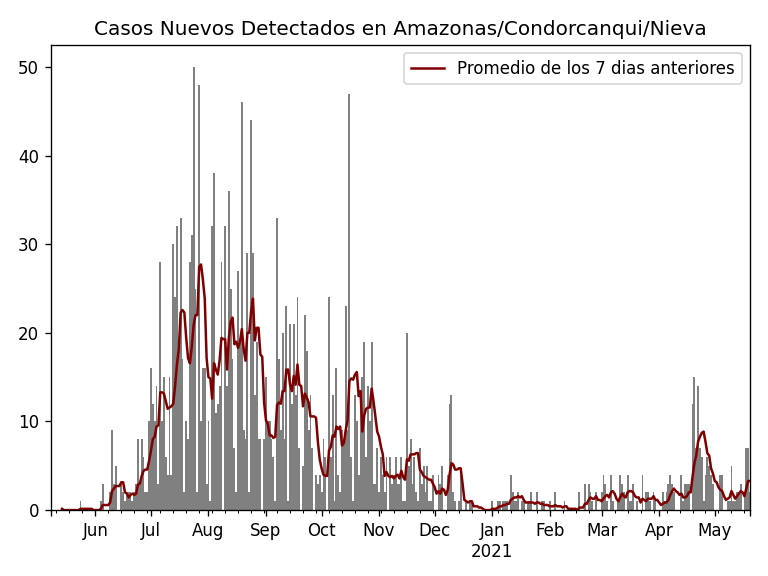 Casos Nuevos Detectados en Amazonas/Condorcanqui/Nieva
Promedio de los 7 dias anteriores
50
40
30
20
10
0
Jun Jul Aug Sep Oct Nov Dec Jan Feb Mar Apr May
2021